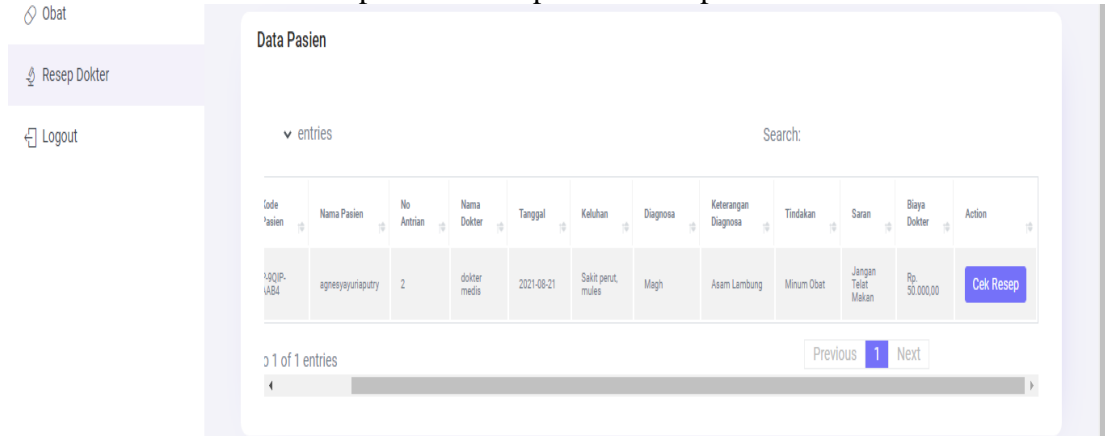 Obat
Resep Dokter
Logout
Data Pasien
entries
Search:
Kode Pasien Nama Pasien No Antrian Nama Dokter Tanggal Keluhan Diagnosa Keterangan Diagnosa Tindakan Saran Biaya Dokter Action
agnesyayuriaputry 2 dokter medis 2021-08-21 Sakit perut, mules Magh Asam Lambung Minum Obat Jangan Telat Makan Rp. 50.000,00 Cek Resep
1 of 1 entries
Previous 1 Next